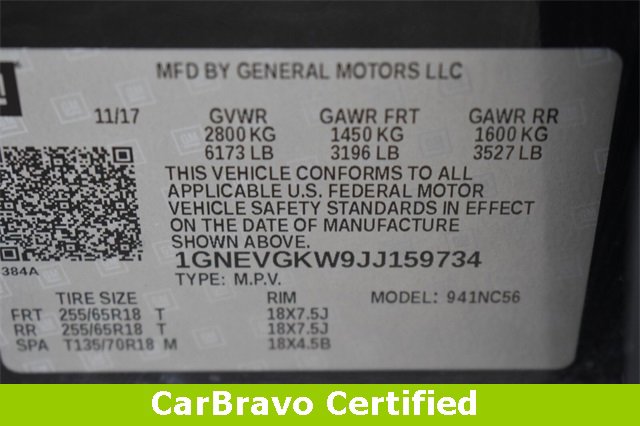 MFD BY GENERAL MOTORS LLC
11/17 GVWR GAWR FRT GAWR RR
2800 KG 1450 KG 1600 KG
6173 LB 3196 LB 3527 LB
THIS VEHICLE CONFORMS TO ALL
APPLICABLE U.S. FEDERAL MOTOR
VEHICLE SAFETY STANDARDS IN EFFECT
ON THE DATE OF MANUFACTURE
SHOWN ABOVE.
1GNEVGKW9JJ159734
384A
TYPE: M.P.V.
TIRE SIZE RIM MODEL: 941NC56
FRT 255/65R18 T 18X7.5J
RR 255/65R18 T 18X7.5J
SPA T135/70R18 M 18X4.5B
CarBravo Certified